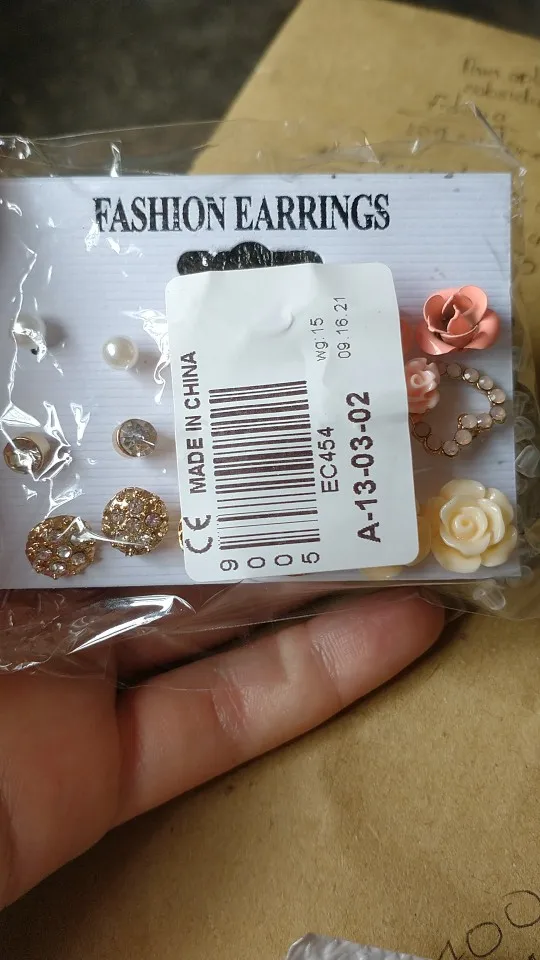 FASHION EARRINGS
CE MADE IN CHINA
9005
EC454
A-13-03-02
wg: 15
09. 16. 21